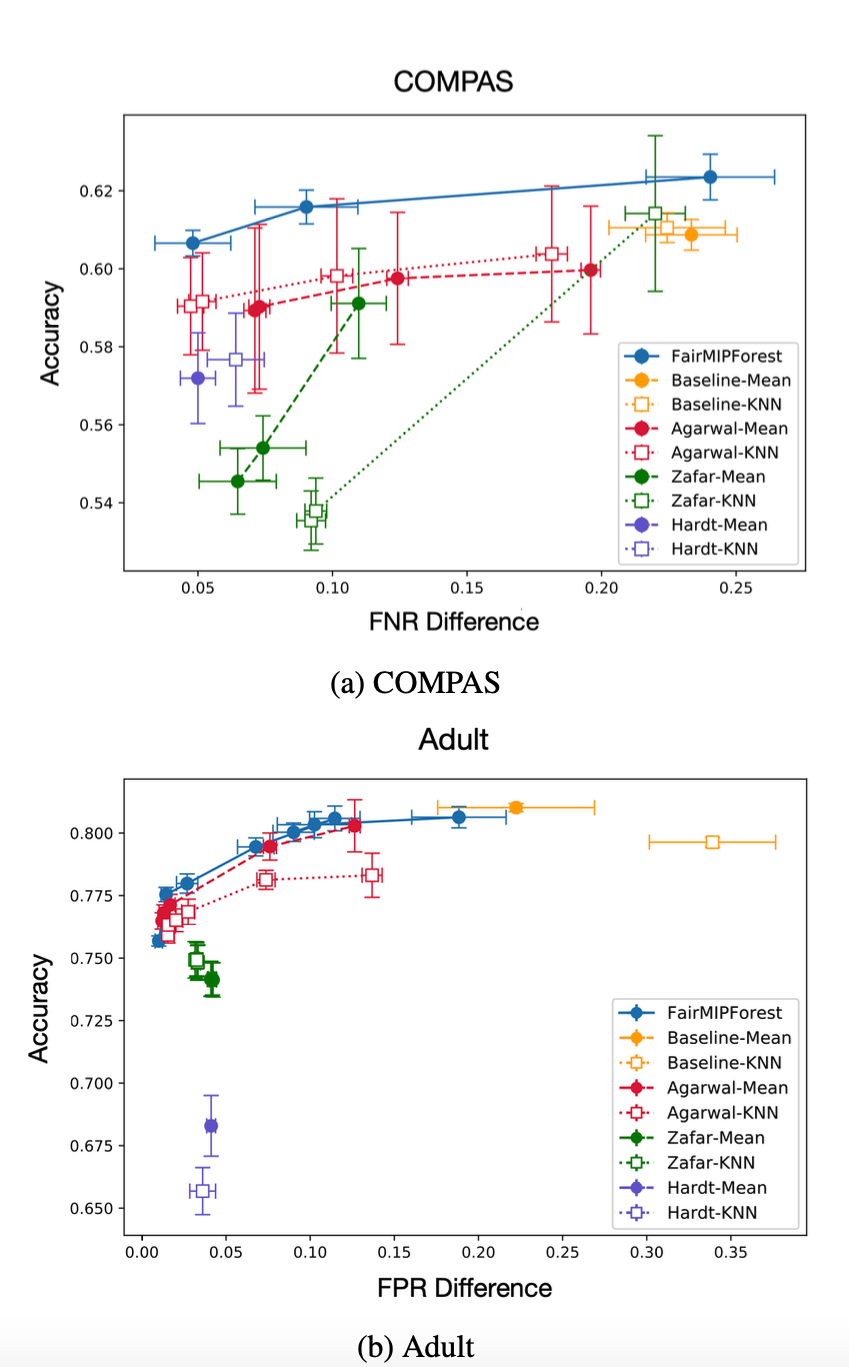 COMPAS
0.62
0.60
0.58
0.56
0.54
Accuracy
FairMIPForest
Baseline-Mean
Baseline-KNN
Agarwal-Mean
Agarwal-KNN
Zafar-Mean
Zafar-KNN
Hardt-Mean
Hardt-KNN
0.05 0.10 0.15 0.20 0.25
FNR Difference
(a) COMPAS
Adult
0.800
0.775
0.750
0.725
0.700
0.675
0.650
Accuracy
FairMIPForest
Baseline-Mean
Baseline-KNN
Agarwal-Mean
Agarwal-KNN
Zafar-Mean
Zafar-KNN
Hardt-Mean
Hardt-KNN
0.00 0.05 0.10 0.15 0.20 0.25 0.30 0.35
FPR Difference
(b) Adult